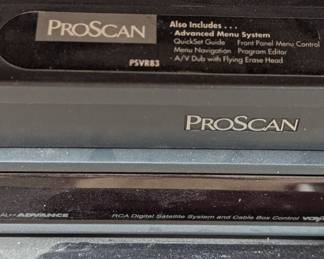 PROSCAN
PSVR83
Also Includes . . .
· Advanced Menu System
QuickSet Guide Front Panel Menu Control
Menu Navigation Program Editor
· A/V Dub with Flying Erase Head
PROSCAN
ADVANCE RCA Digital Satellite System and Cable Box Control